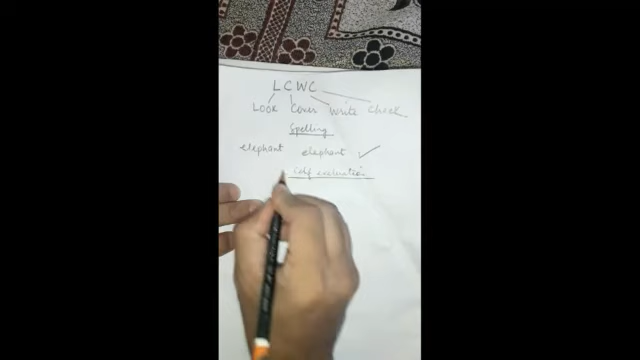 LCWC
Look Cover Write Check
Spelling
elephant elephant
Self evaluation